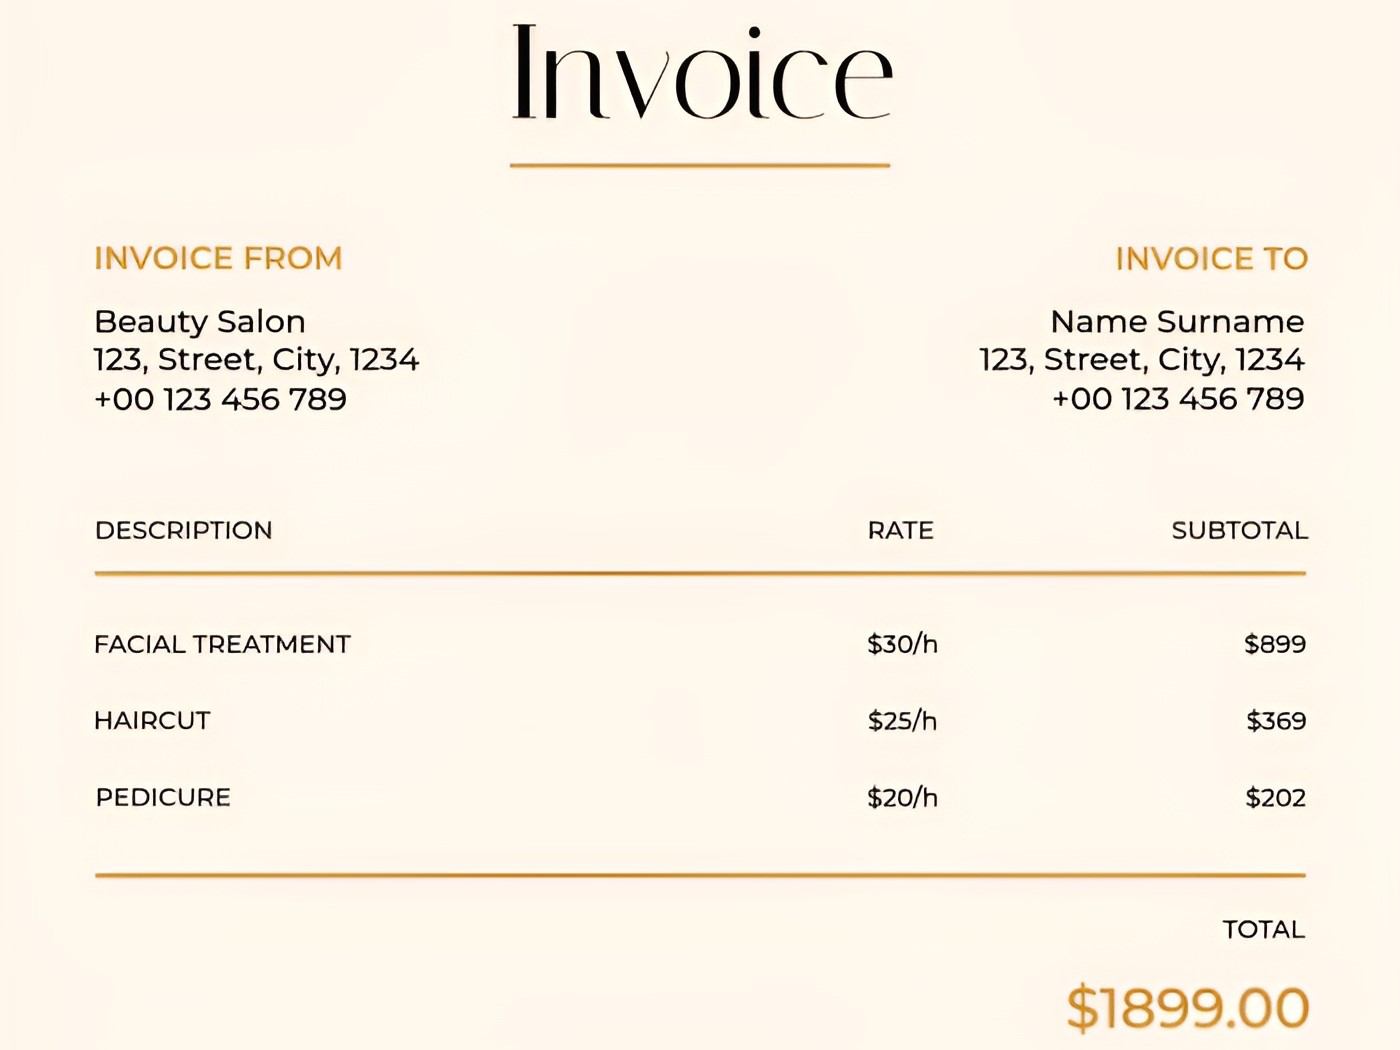 Invoice
INVOICE FROM
Beauty Salon
123, Street, City, 1234
+00 123 456 789
INVOICE TO
Name Surname
123, Street, City, 1234
+00 123 456 789
DESCRIPTION RATE SUBTOTAL
FACIAL TREATMENT $30/h $899
HAIRCUT $25/h $369
PEDICURE $20/h $202
TOTAL
$1899.00